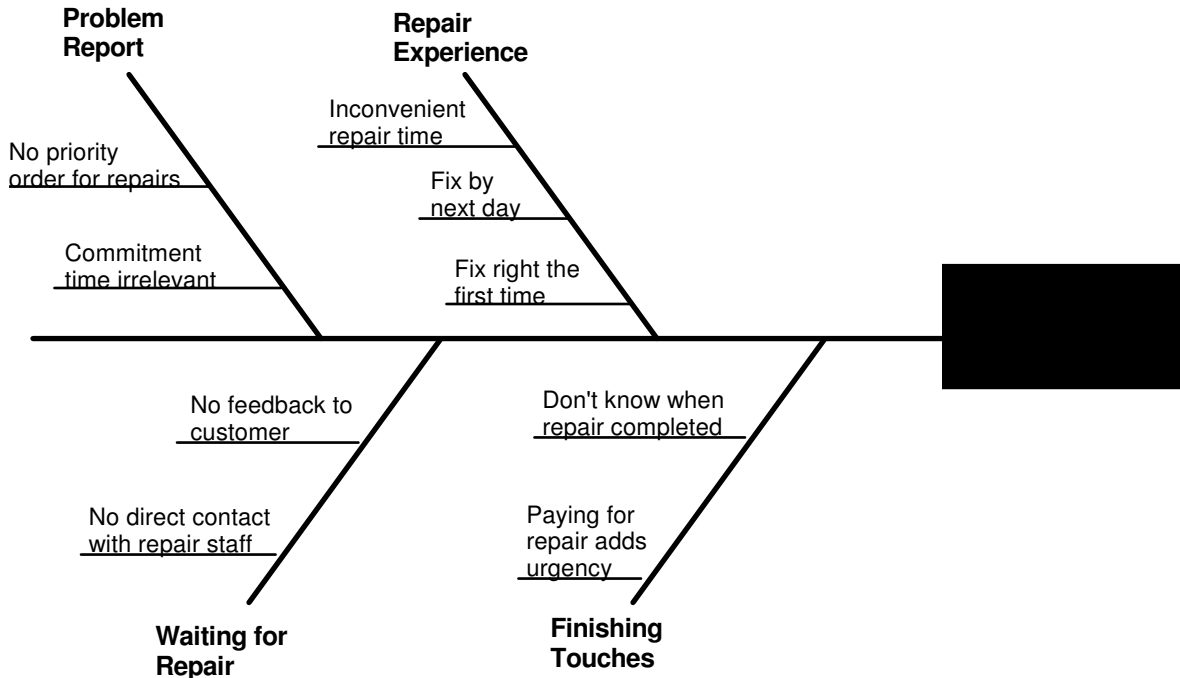 Problem
Report
Repair
Experience
Inconvenient
repair time
No priority
order for repairs
Fix by
next day
Commitment
time irrelevant
Fix right the
first time
No feedback to
customer
Don't know when
repair completed
No direct contact
with repair staff
Paying for
repair adds
urgency
Waiting for
Repair
Finishing
Touches